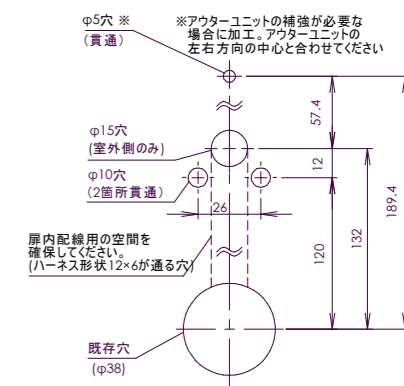 φ5穴 ※
(貫通)
※アウターユニットの補強が必要な
場合に加工。アウターユニットの
左右方向の中心と合わせてください
φ15穴
(室外側のみ)
φ10穴
(2箇所貫通)
26
扉内配線用の空間を
確保してください。
(ハーネス形状12×6が通る穴)
既存穴
(φ38)
57.4
12
120
132
189.4